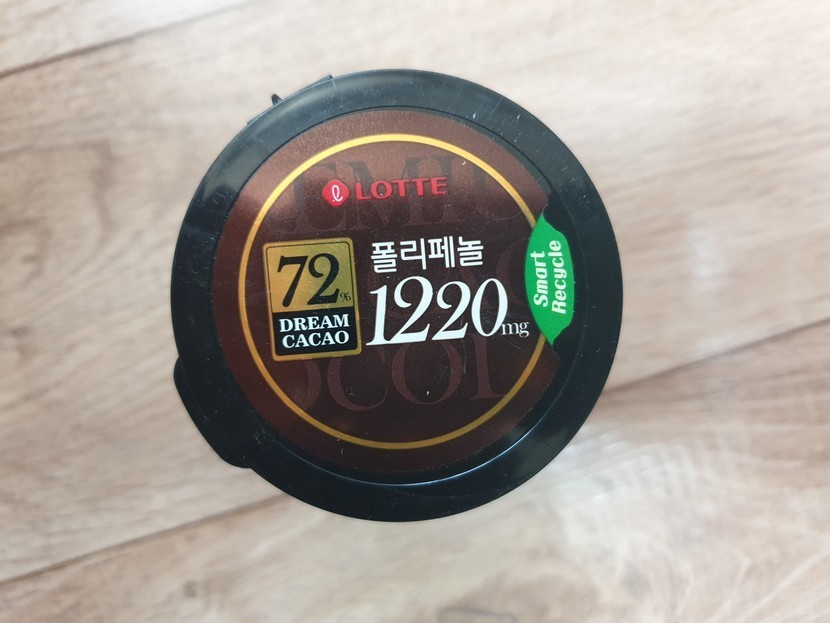 LOTTE
72%
DREAM
CACAO
폴리페놀
1220mg
Smart
Recycle